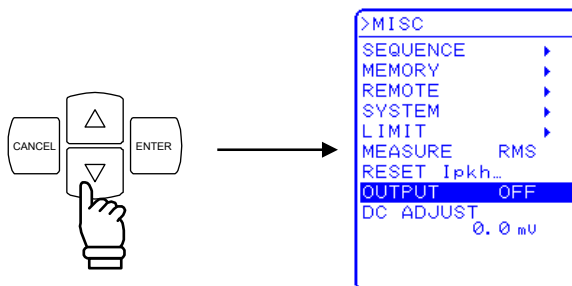 CANCEL
ENTER
>MISC
SEQUENCE
MEMORY
REMOTE
SYSTEM
LIMIT
MEASURE RMS
RESET Ipkh…
OUTPUT OFF
DC ADJUST
0.0 mV